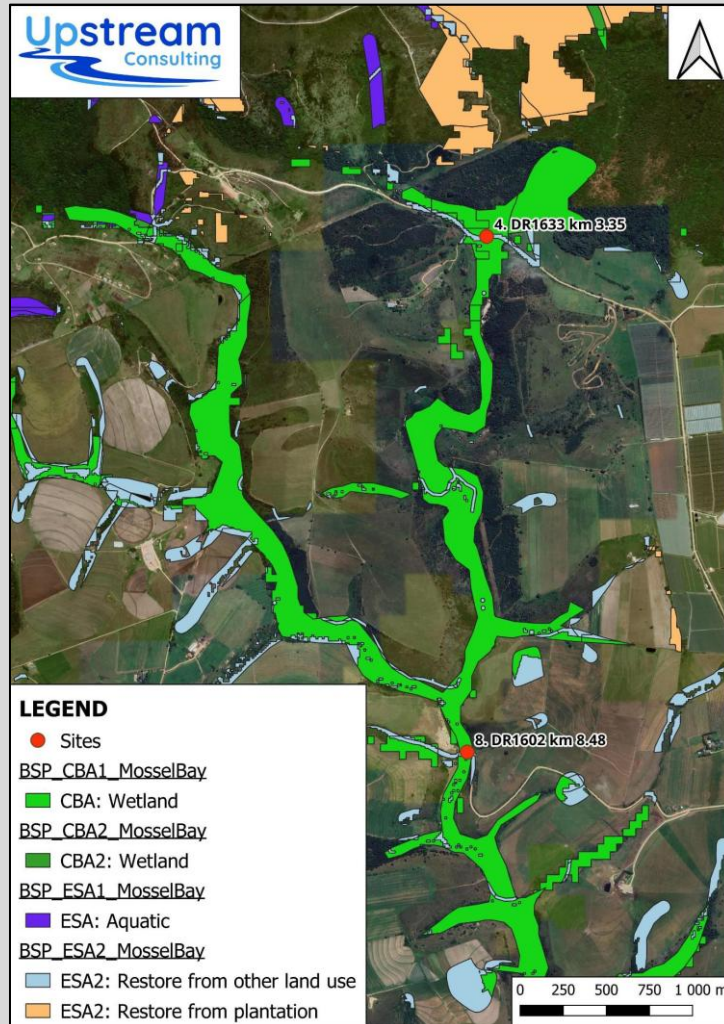 Upstream
Consulting
4. DR1633 km 3.35
8. DR1602 km 8.48
LEGEND
Sites
BSP_CBA1_MosselBay
CBA: Wetland
BSP_CBA2_MosselBay
CBA2: Wetland
BSP_ESA1_MosselBay
ESA: Aquatic
BSP_ESA2_MosselBay
ESA2: Restore from other land use
ESA2: Restore from plantation
0 250 500 750 1 000 m